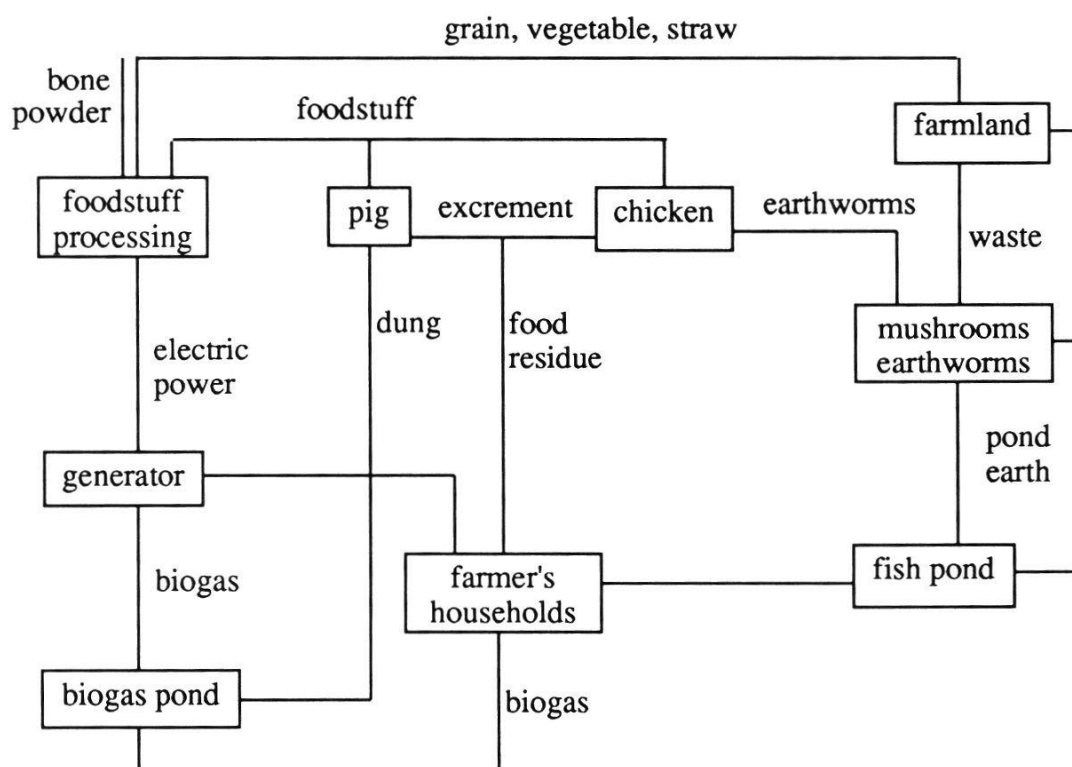 grain, vegetable, straw
bone
powder
foodstuff
farmland
foodstuff
processing
pig
excrement
chicken
earthworms
waste
dung
food
residue
mushrooms
earthworms
electric
power
pond
earth
generator
fish pond
biogas
farmer's
households
biogas pond
biogas